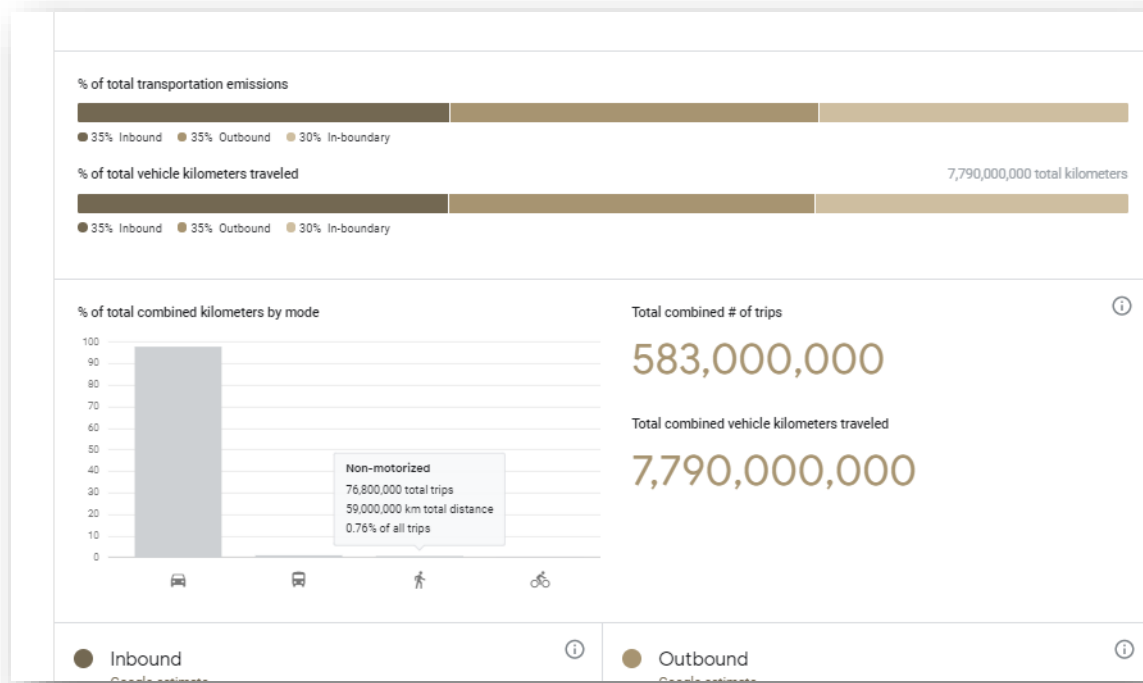 % of total transportation emissions
35% Inbound 35% Outbound 30% In-boundary
% of total vehicle kilometers traveled 7,790,000,000 total kilometers
35% Inbound 35% Outbound 30% In-boundary
% of total combined kilometers by mode
100
90
80
70
60
50
40
30
20
10
0
Non-motorized
76,800,000 total trips
59,000,000 km total distance
0.76% of all trips
Total combined # of trips
583,000,000
Total combined vehicle kilometers traveled
7,790,000,000
Inbound
Google estimate
Outbound
Google estimate